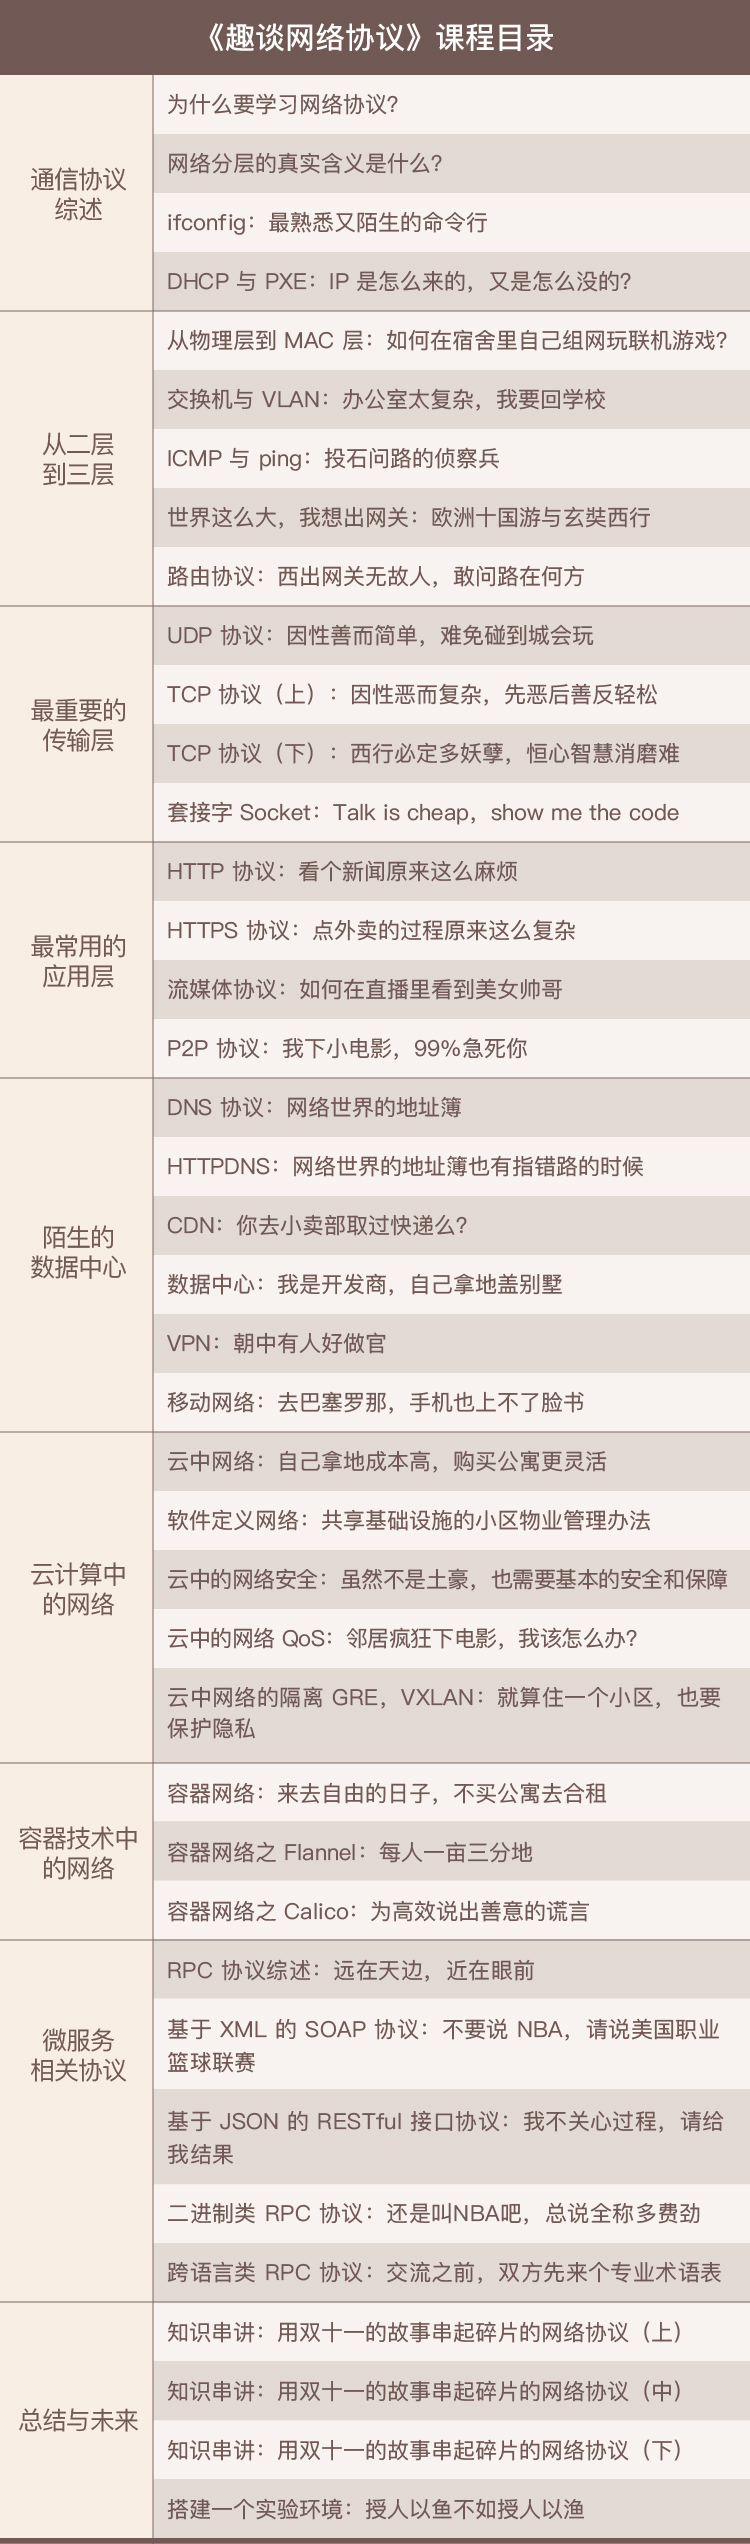 《趣谈网络协议》课程目录
通信协议
综述
为什么要学习网络协议?
网络分层的真实含义是什么?
ifconfig：最熟悉又陌生的命令行
DHCP 与 PXE：IP 是怎么来的，又是怎么没的?
从二层
到三层
从物理层到 MAC 层：如何在宿舍里自己组网玩联机游戏?
交换机与 VLAN：办公室太复杂，我要回学校
ICMP 与 ping：投石问路的侦察兵
世界这么大，我想出网关：欧洲十国游与玄奘西行
路由协议：西出网关无故人，敢问路在何方
最重要的
传输层
UDP 协议：因性善而简单，难免碰到城会玩
TCP 协议（上）：因性恶而复杂，先恶后善反轻松
TCP 协议（下）：西行必定多妖孽，恒心智慧消磨难
套接字 Socket：Talk is cheap，show me the code
最常用的
应用层
HTTP 协议：看个新闻原来这么麻烦
HTTPS 协议：点外卖的过程原来这么复杂
流媒体协议：如何在直播里看到美女帅哥
P2P 协议：我下小电影，99%急死你
陌生的
数据中心
DNS 协议：网络世界的地址簿
HTTPDNS：网络世界的地址簿也有指错路的时候
CDN：你去小卖部取过快递么?
数据中心：我是开发商，自己拿地盖别墅
VPN：朝中有人好做官
移动网络：去巴塞罗那，手机也上不了脸书
云计算中
的网络
云中网络：自己拿地成本高，购买公寓更灵活
软件定义网络：共享基础设施的小区物业管理办法
云中的网络安全：虽然不是土豪，也需要基本的安全和保障
云中的网络 QoS：邻居疯狂下电影，我该怎么办?
云中网络的隔离 GRE，VXLAN：就算住一个小区，也要
保护隐私
容器技术中
的网络
容器网络：来去自由的日子，不买公寓去合租
容器网络之 Flannel：每人一亩三分地
容器网络之 Calico：为高效说出善意的谎言
微服务
相关协议
RPC 协议综述：远在天边，近在眼前
基于 XML 的 SOAP 协议：不要说 NBA，请说美国职业
篮球联赛
基于 JSON 的 RESTful 接口协议：我不关心过程，请给
我结果
二进制类 RPC 协议：还是叫NBA吧，总说全称多费劲
跨语言类 RPC 协议：交流之前，双方先来个专业术语表
总结与未来
知识串讲：用双十一的故事串起碎片的网络协议（上）
知识串讲：用双十一的故事串起碎片的网络协议（中）
知识串讲：用双十一的故事串起碎片的网络协议（下）
搭建一个实验环境：授人以鱼不如授人以渔